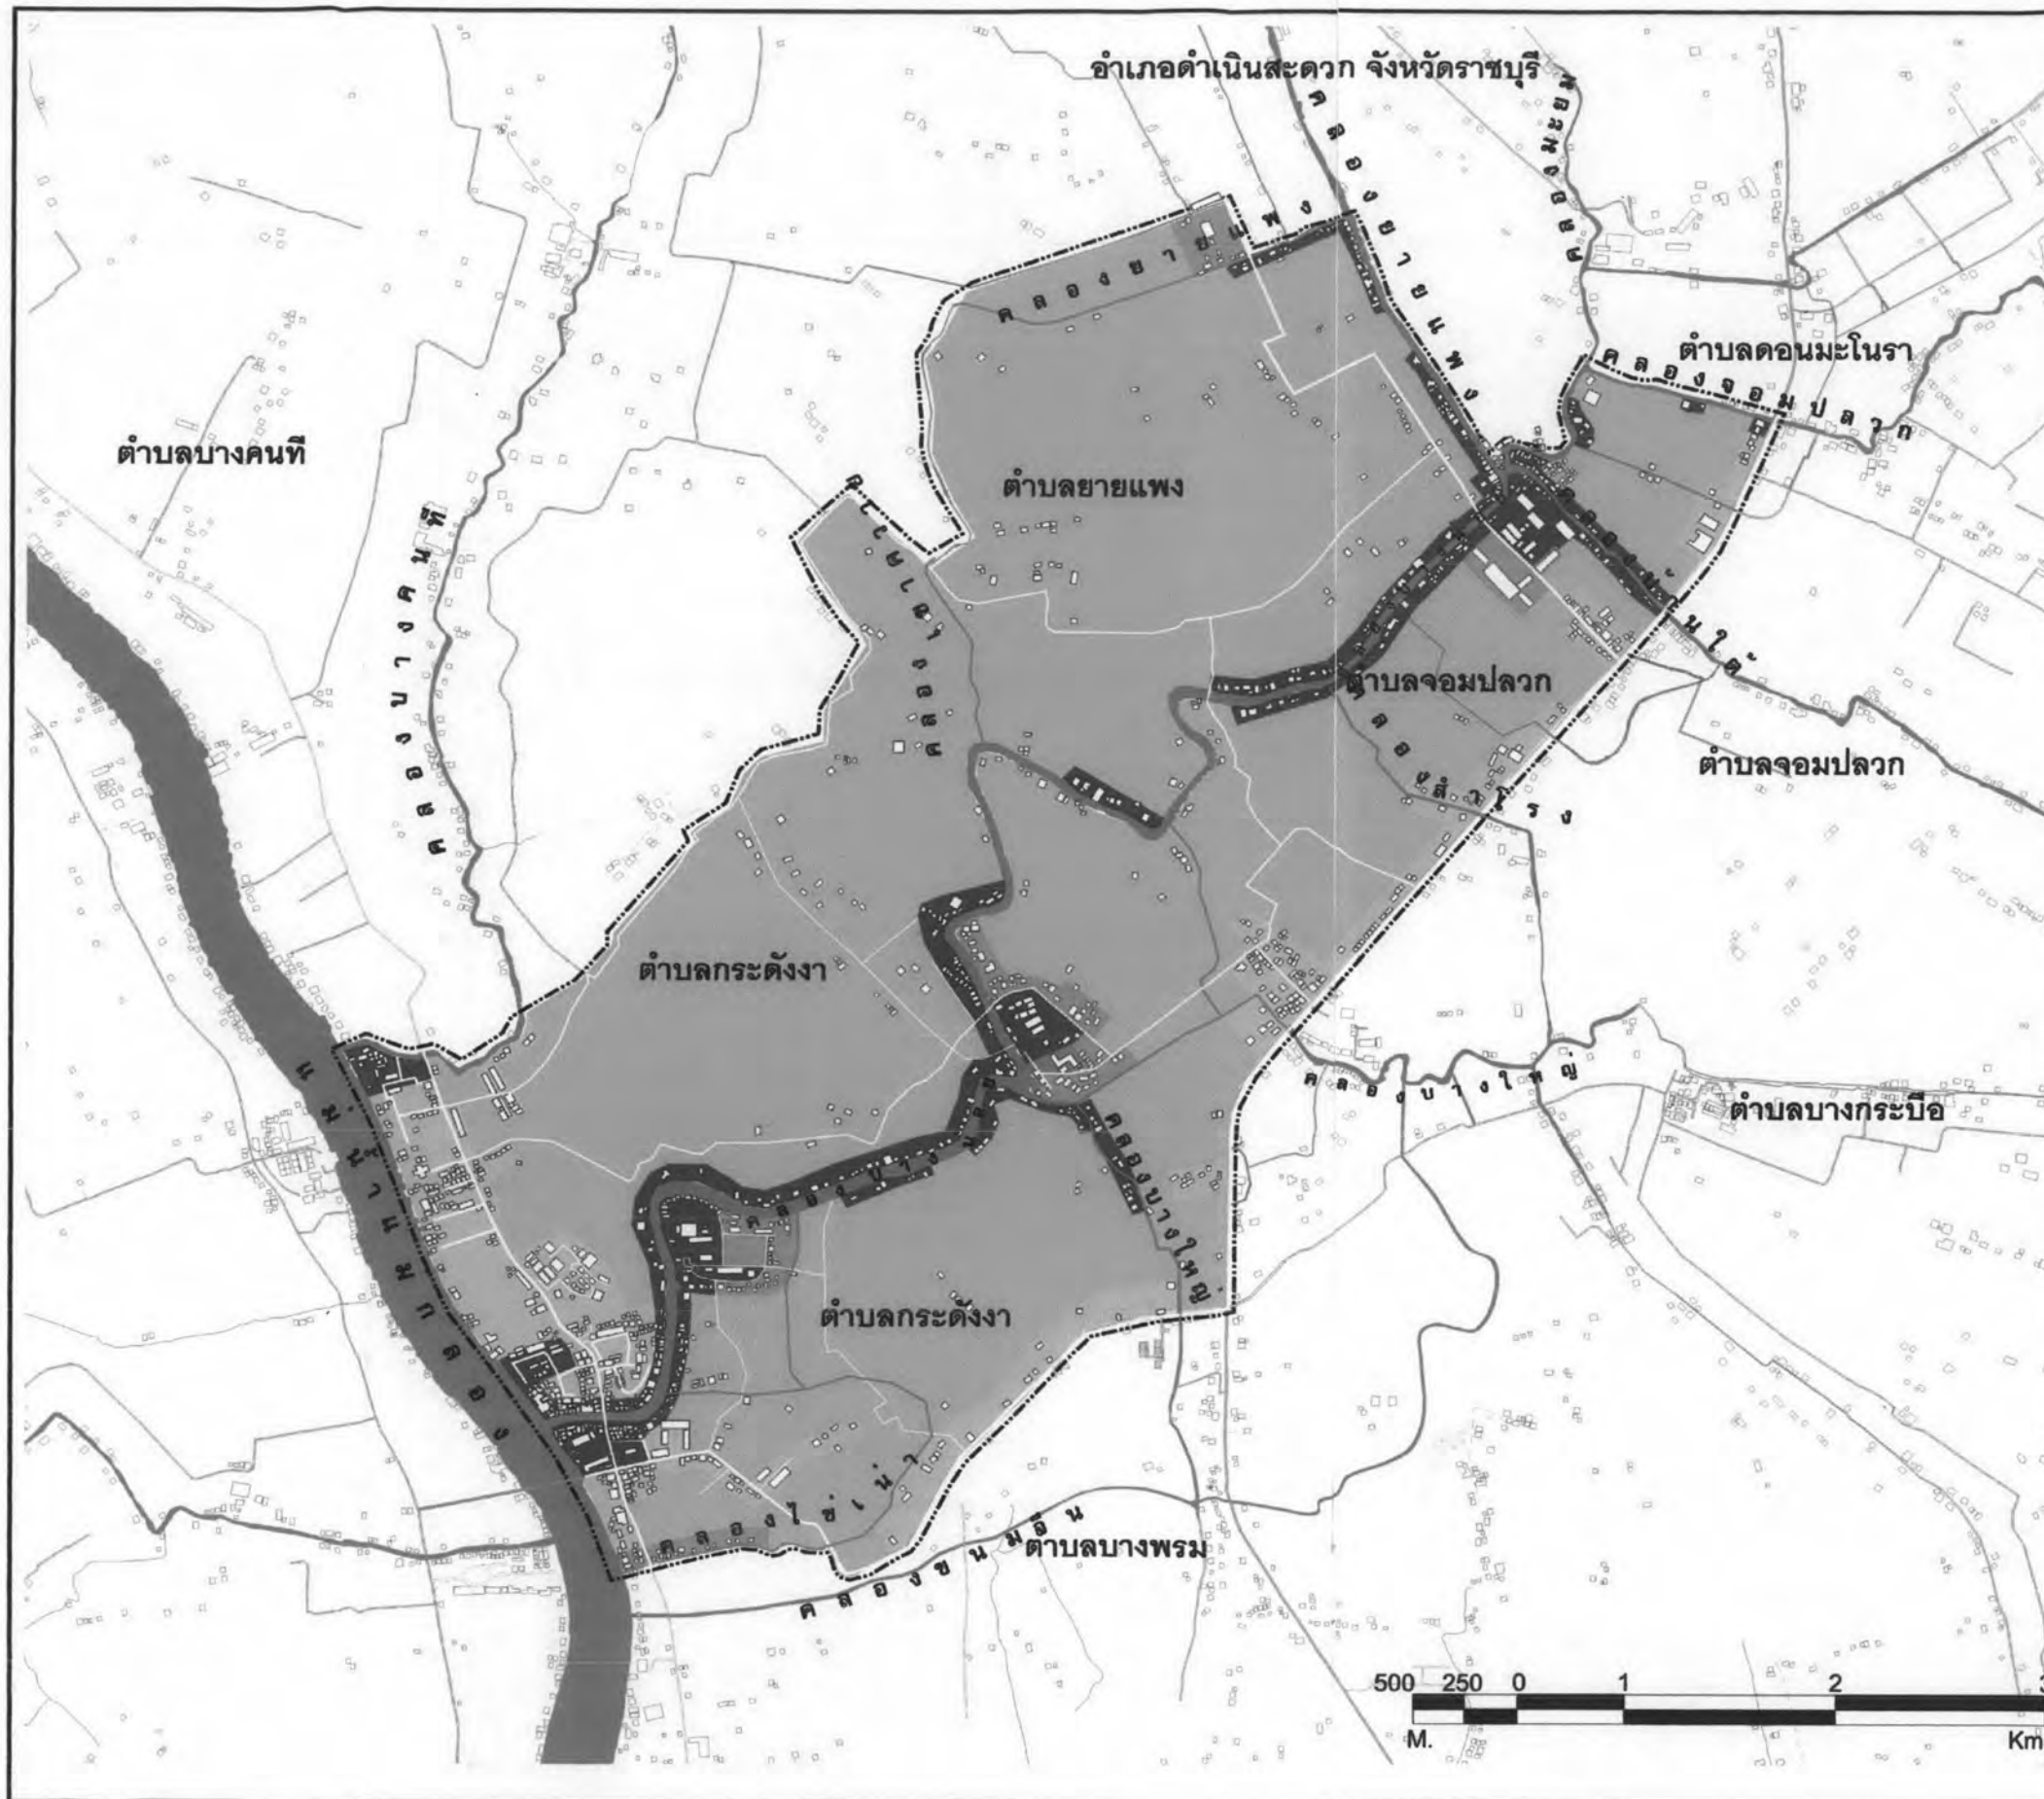 อำเภอดำเนินสะดวก จังหวัดราชบุรี
คลองยายแพง
คลองมะยม
คลองยายแพง
ตำบลดอนมะโนรา
คลองจอมปลวก
ตำบลบางคนที
ตำบลยายแพง
คลองบางคนที
ตำบลจอมปลวก
คลองสำโรง
ตำบลจอมปลวก
ตำบลกระดังงา
คลองบางใหญ่
ตำบลบางกระบือ
แม่น้ำแม่กลอง
คลองบางใหญ่
ตำบลกระดังงา
คลองไข่เน่า
คลองขนมลืน
ตำบลบางพรม
500 250 0 1 2 3
M. Km